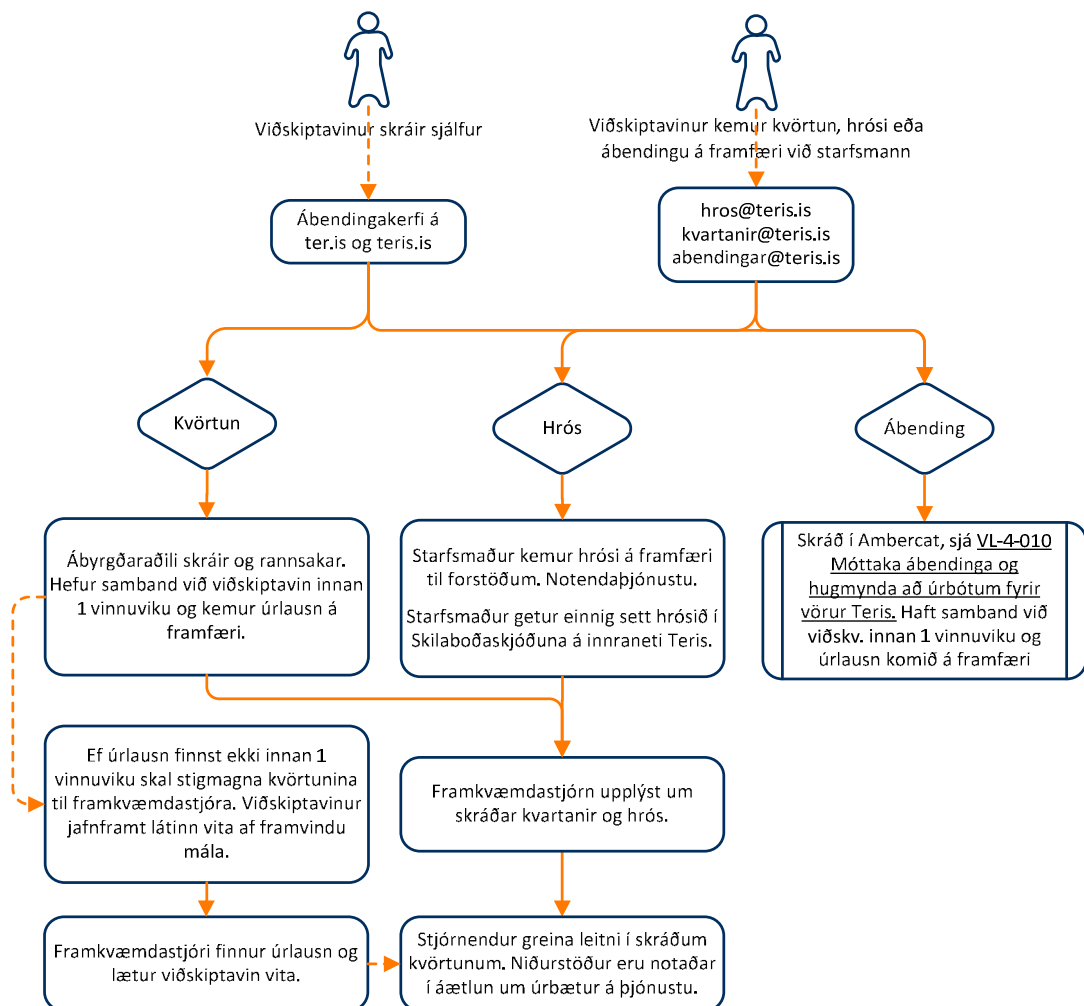 Viðskiptavinur skráir sjálfur
Viðskiptavinur kemur kvörtun, hrósi eða
ábendingu á framfæri við starfsmann
Ábendingakerfi á
ter.is og teris.is
hros@teris.is
kvartanir@teris.is
abendingar@teris.is
Kvörtun
Hrós
Ábending
Ábyrgðaraðili skráir og rannsakar.
Hefur samband við viðskiptavin innan
1 vinnuviku og kemur úrlausn á
framfæri.
Starfsmaður kemur hrósi á framfæri
til forstöðum. Notendaþjónustu.
Starfsmaður getur einnig sett hrósið í
Skilaboðaskjóðuna á innraneti Teris.
Skráð í Ambercat, sjá VL-4-010
Móttaka ábendinga og
hugmynda að úrbótum fyrir
vörur Teris. Haft samband við
viðskv. innan 1 vinnuviku og
úrlausn komið á framfæri
Ef úrlausn finnst ekki innan 1
vinnuviku skal stigmagna kvörtunina
til framkvæmdastjóra. Viðskiptavinur
jafnframt látinn vita af framvindu
mála.
Framkvæmdastjórn upplýst um
skráðar kvartanir og hrós.
Framkvæmdastjóri finnur úrlausn og
lætur viðskiptavin vita.
Stjórnendur greina leitni í skráðum
kvörtunum. Niðurstöður eru notaðar
í áætlun um úrbætur á þjónustu.